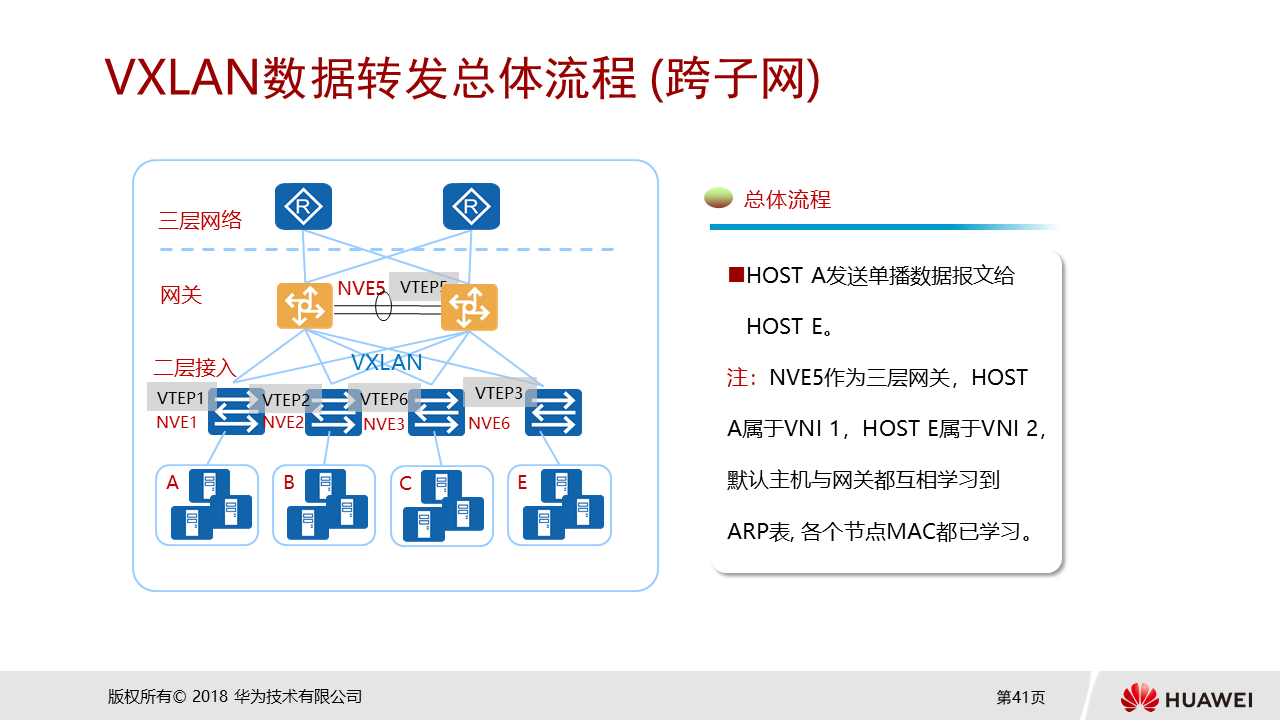 VXLAN数据转发总体流程 (跨子网)
三层网络
R
R
网关
NVE5
VTEP5
二层接入
VXLAN
VTEP1
VTEP2
VTEP6
VTEP3
NVE1
NVE2
NVE3
NVE6
A
B
C
E
总体流程
■HOST A发送单播数据报文给
HOST E。
注：NVE5作为三层网关，HOST
A属于VNI 1，HOST E属于VNI 2，
默认主机与网关都互相学习到
ARP表, 各个节点MAC都已学习。
版权所有© 2018 华为技术有限公司
第41页
HUAWEI